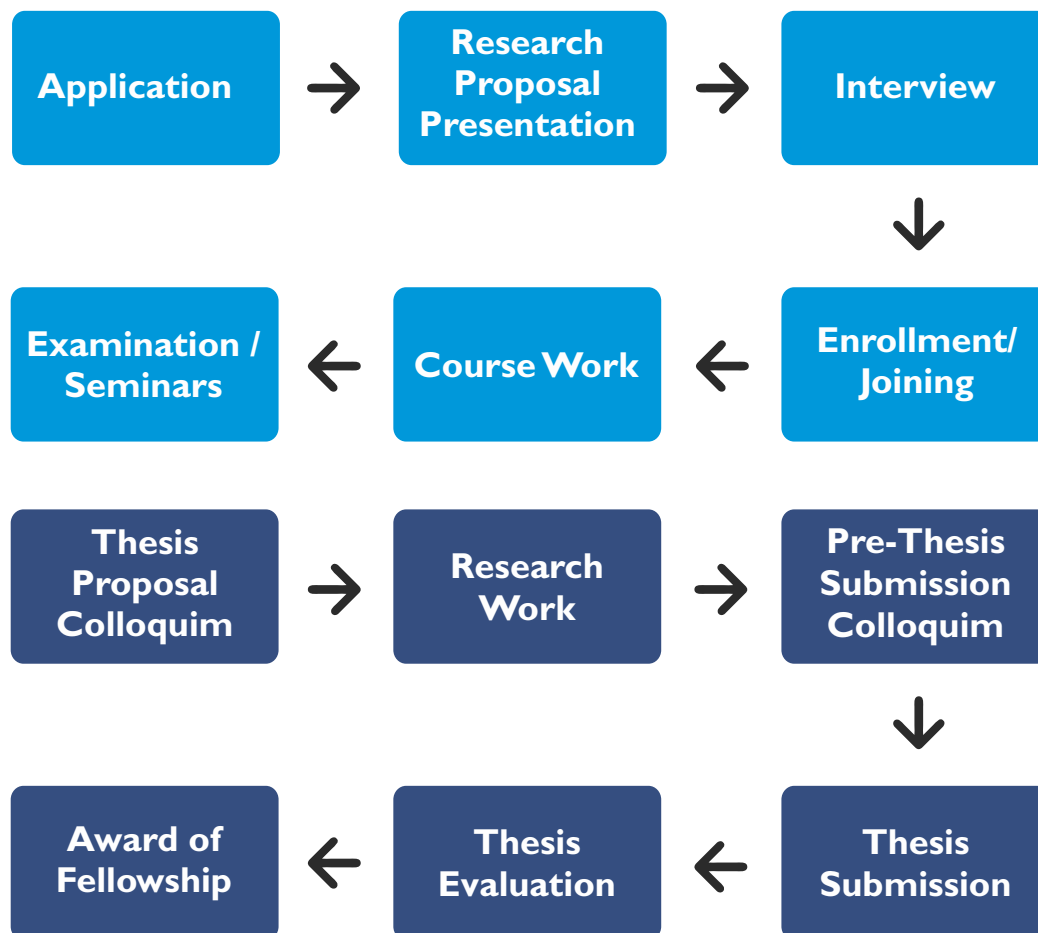 Application
Research
Proposal
Presentation
Interview
Enrollment/
Joining
Course Work
Examination /
Seminars
Thesis
Proposal
Colloquim
Research
Work
Pre-Thesis
Submission
Colloquim
Thesis
Submission
Thesis
Evaluation
Award of
Fellowship